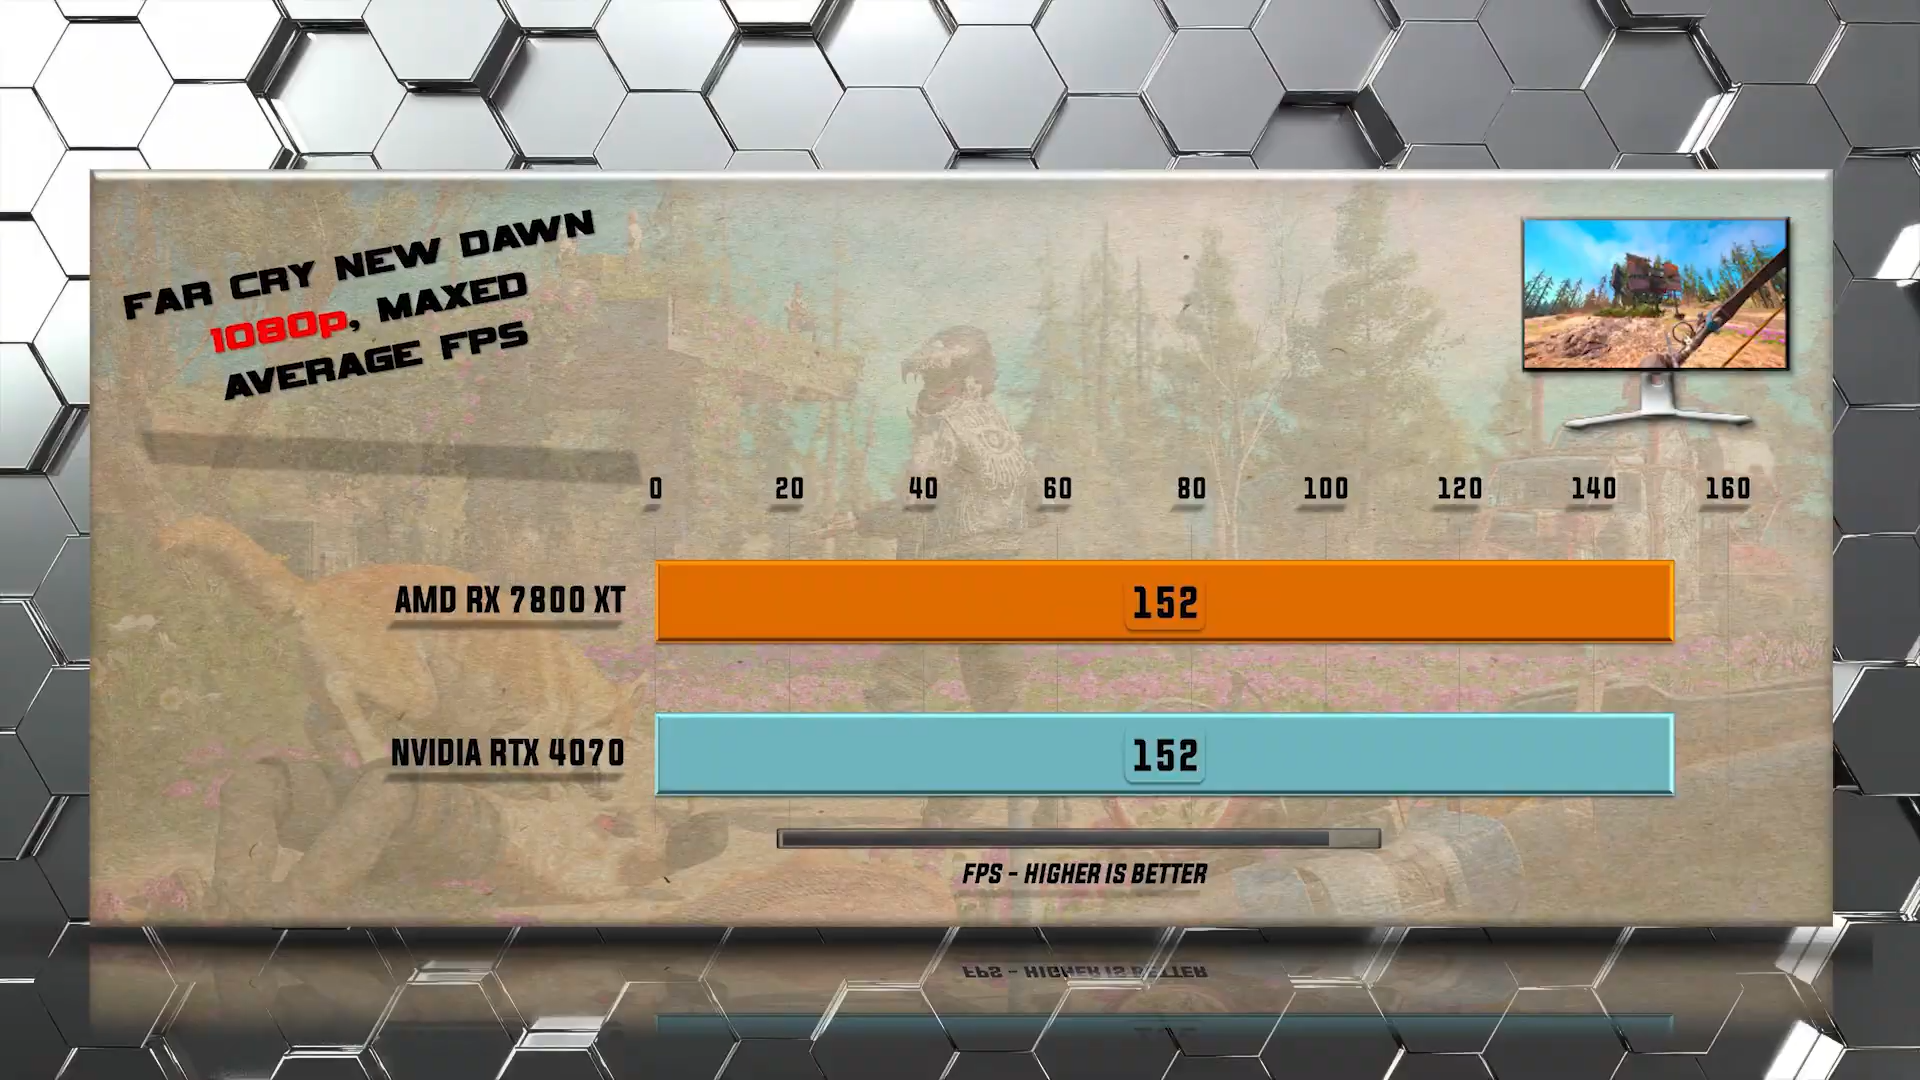 FAR CRY NEW DAWN
1080p, MAXED
AVERAGE FPS
0 20 40 60 80 100 120 140 160
AMD RX 7800 XT 152
NVIDIA RTX 4070 152
FPS - HIGHER IS BETTER